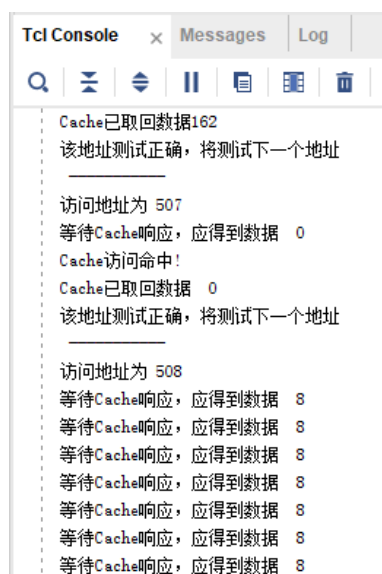 Tcl Console × Messages Log
Cache已取回数据162
该地址测试正确，将测试下一个地址
___________
访问地址为 507
等待Cache响应，应得到数据 0
Cache访问命中!
Cache已取回数据 0
该地址测试正确，将测试下一个地址
___________
访问地址为 508
等待Cache响应，应得到数据 8
等待Cache响应，应得到数据 8
等待Cache响应，应得到数据 8
等待Cache响应，应得到数据 8
等待Cache响应，应得到数据 8
等待Cache响应，应得到数据 8
等待Cache响应，应得到数据 8